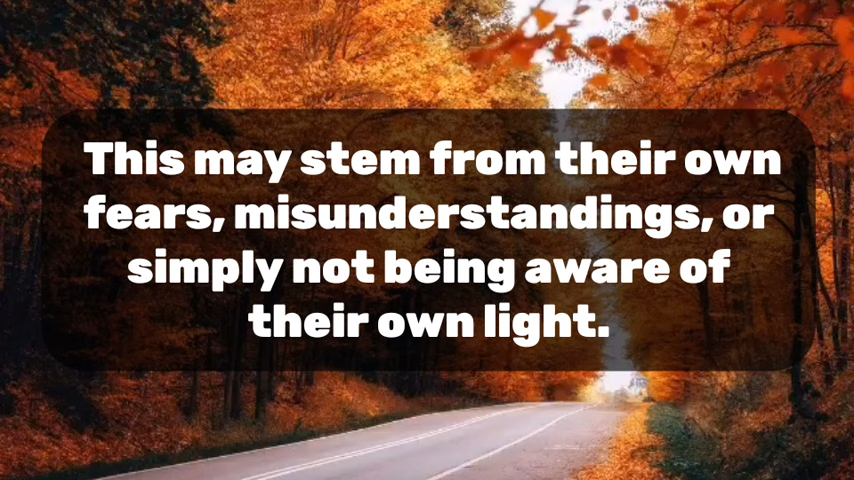 This may stem from their own
fears, misunderstandings, or
simply not being aware of
their own light.